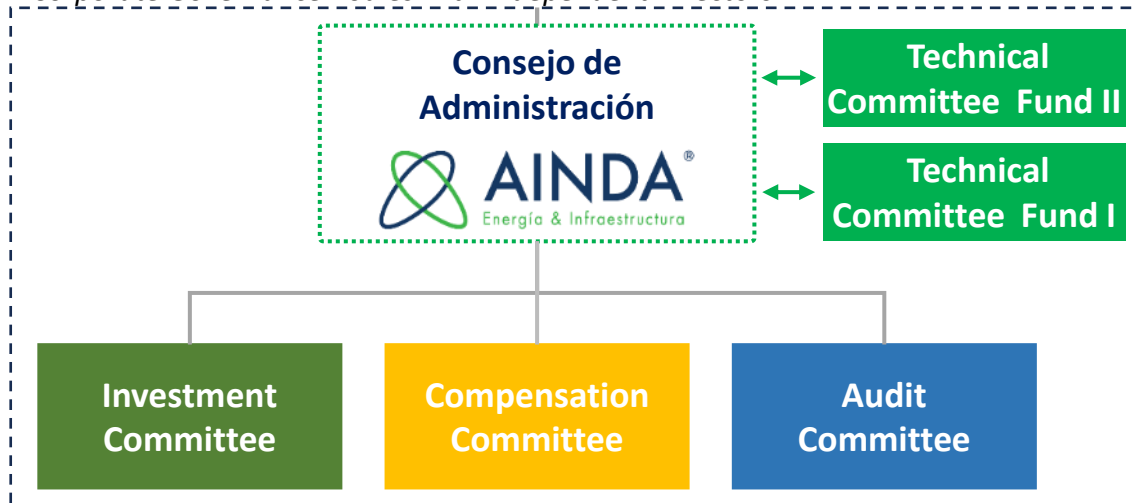 Consejo de
Administración
AINDA®
Energía & Infraestructura
Technical
Committee Fund II
Technical
Committee Fund I
Investment
Committee
Compensation
Committee
Audit
Committee